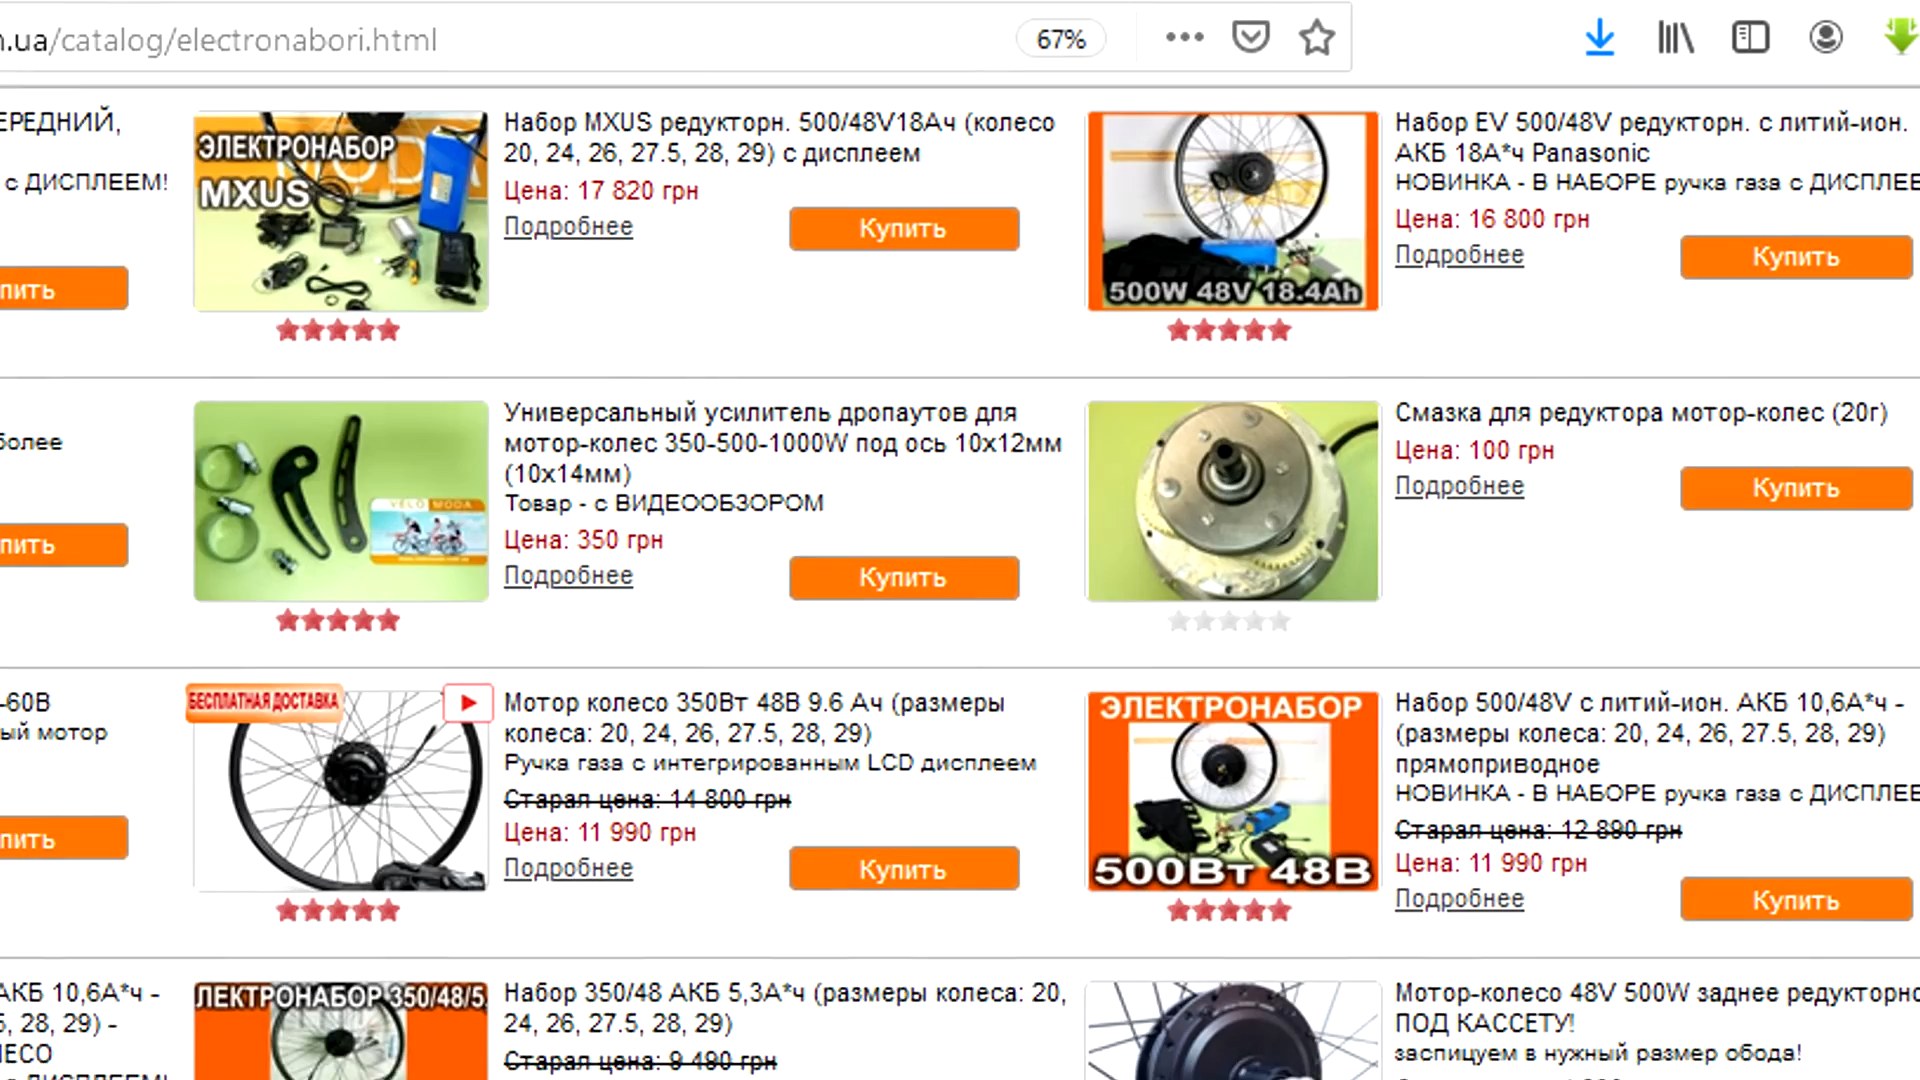 .ua/catalog/electronabori.html
67%
ЕРЕДНИЙ,
с ДИСПЛЕЕМ!
пить
ЭЛЕКТРОНАБОР
MXUS
Набор MXUS редукторн. 500/48V18Ач (колесо
20, 24, 26, 27.5, 28, 29) с дисплеем
Цена: 17 820 грн
Подробнее
Купить
500W 48V 18.4Ah
Набор EV 500/48V редукторн. с литий-ион.
АКБ 18А*ч Panasonic
НОВИНКА - В НАБОРЕ ручка газа с ДИСПЛЕЕ
Цена: 16 800 грн
Подробнее
Купить
более
пить
VELO MODA
Универсальный усилитель дропаутов для
мотор-колес 350-500-1000W под ось 10х12мм
(10х14мм)
Товар - с ВИДЕООБЗОРОМ
Цена: 350 грн
Подробнее
Купить
Смазка для редуктора мотор-колес (20г)
Цена: 100 грн
Подробнее
Купить
-60В
ый мотор
пить
БЕСПЛАТНАЯ ДОСТАВКА
Мотор колесо 350Вт 48В 9.6 Ач (размеры
колеса: 20, 24, 26, 27.5, 28, 29)
Ручка газа с интегрированным LCD дисплеем
Старая цена: 14 800 грн
Цена: 11 990 грн
Подробнее
Купить
ЭЛЕКТРОНАБОР
500Вт 48В
Набор 500/48V с литий-ион. АКБ 10,6А*ч -
(размеры колеса: 20, 24, 26, 27.5, 28, 29)
прямоприводное
НОВИНКА - В НАБОРЕ ручка газа с ДИСПЛЕЕ
Старая цена: 12 890 грн
Цена: 11 990 грн
Подробнее
Купить
АКБ 10,6А*ч -
5, 28, 29) -
ЛЕСО
ЛЕКТРОНАБОР 350/48/5,
Набор 350/48 АКБ 5,3А*ч (размеры колеса: 20,
24, 26, 27.5, 28, 29)
Старая цена: 9 490 грн
Мотор-колесо 48V 500W заднее редукторно
ПОД КАССЕТУ!
заспицуем в нужный размер обода!